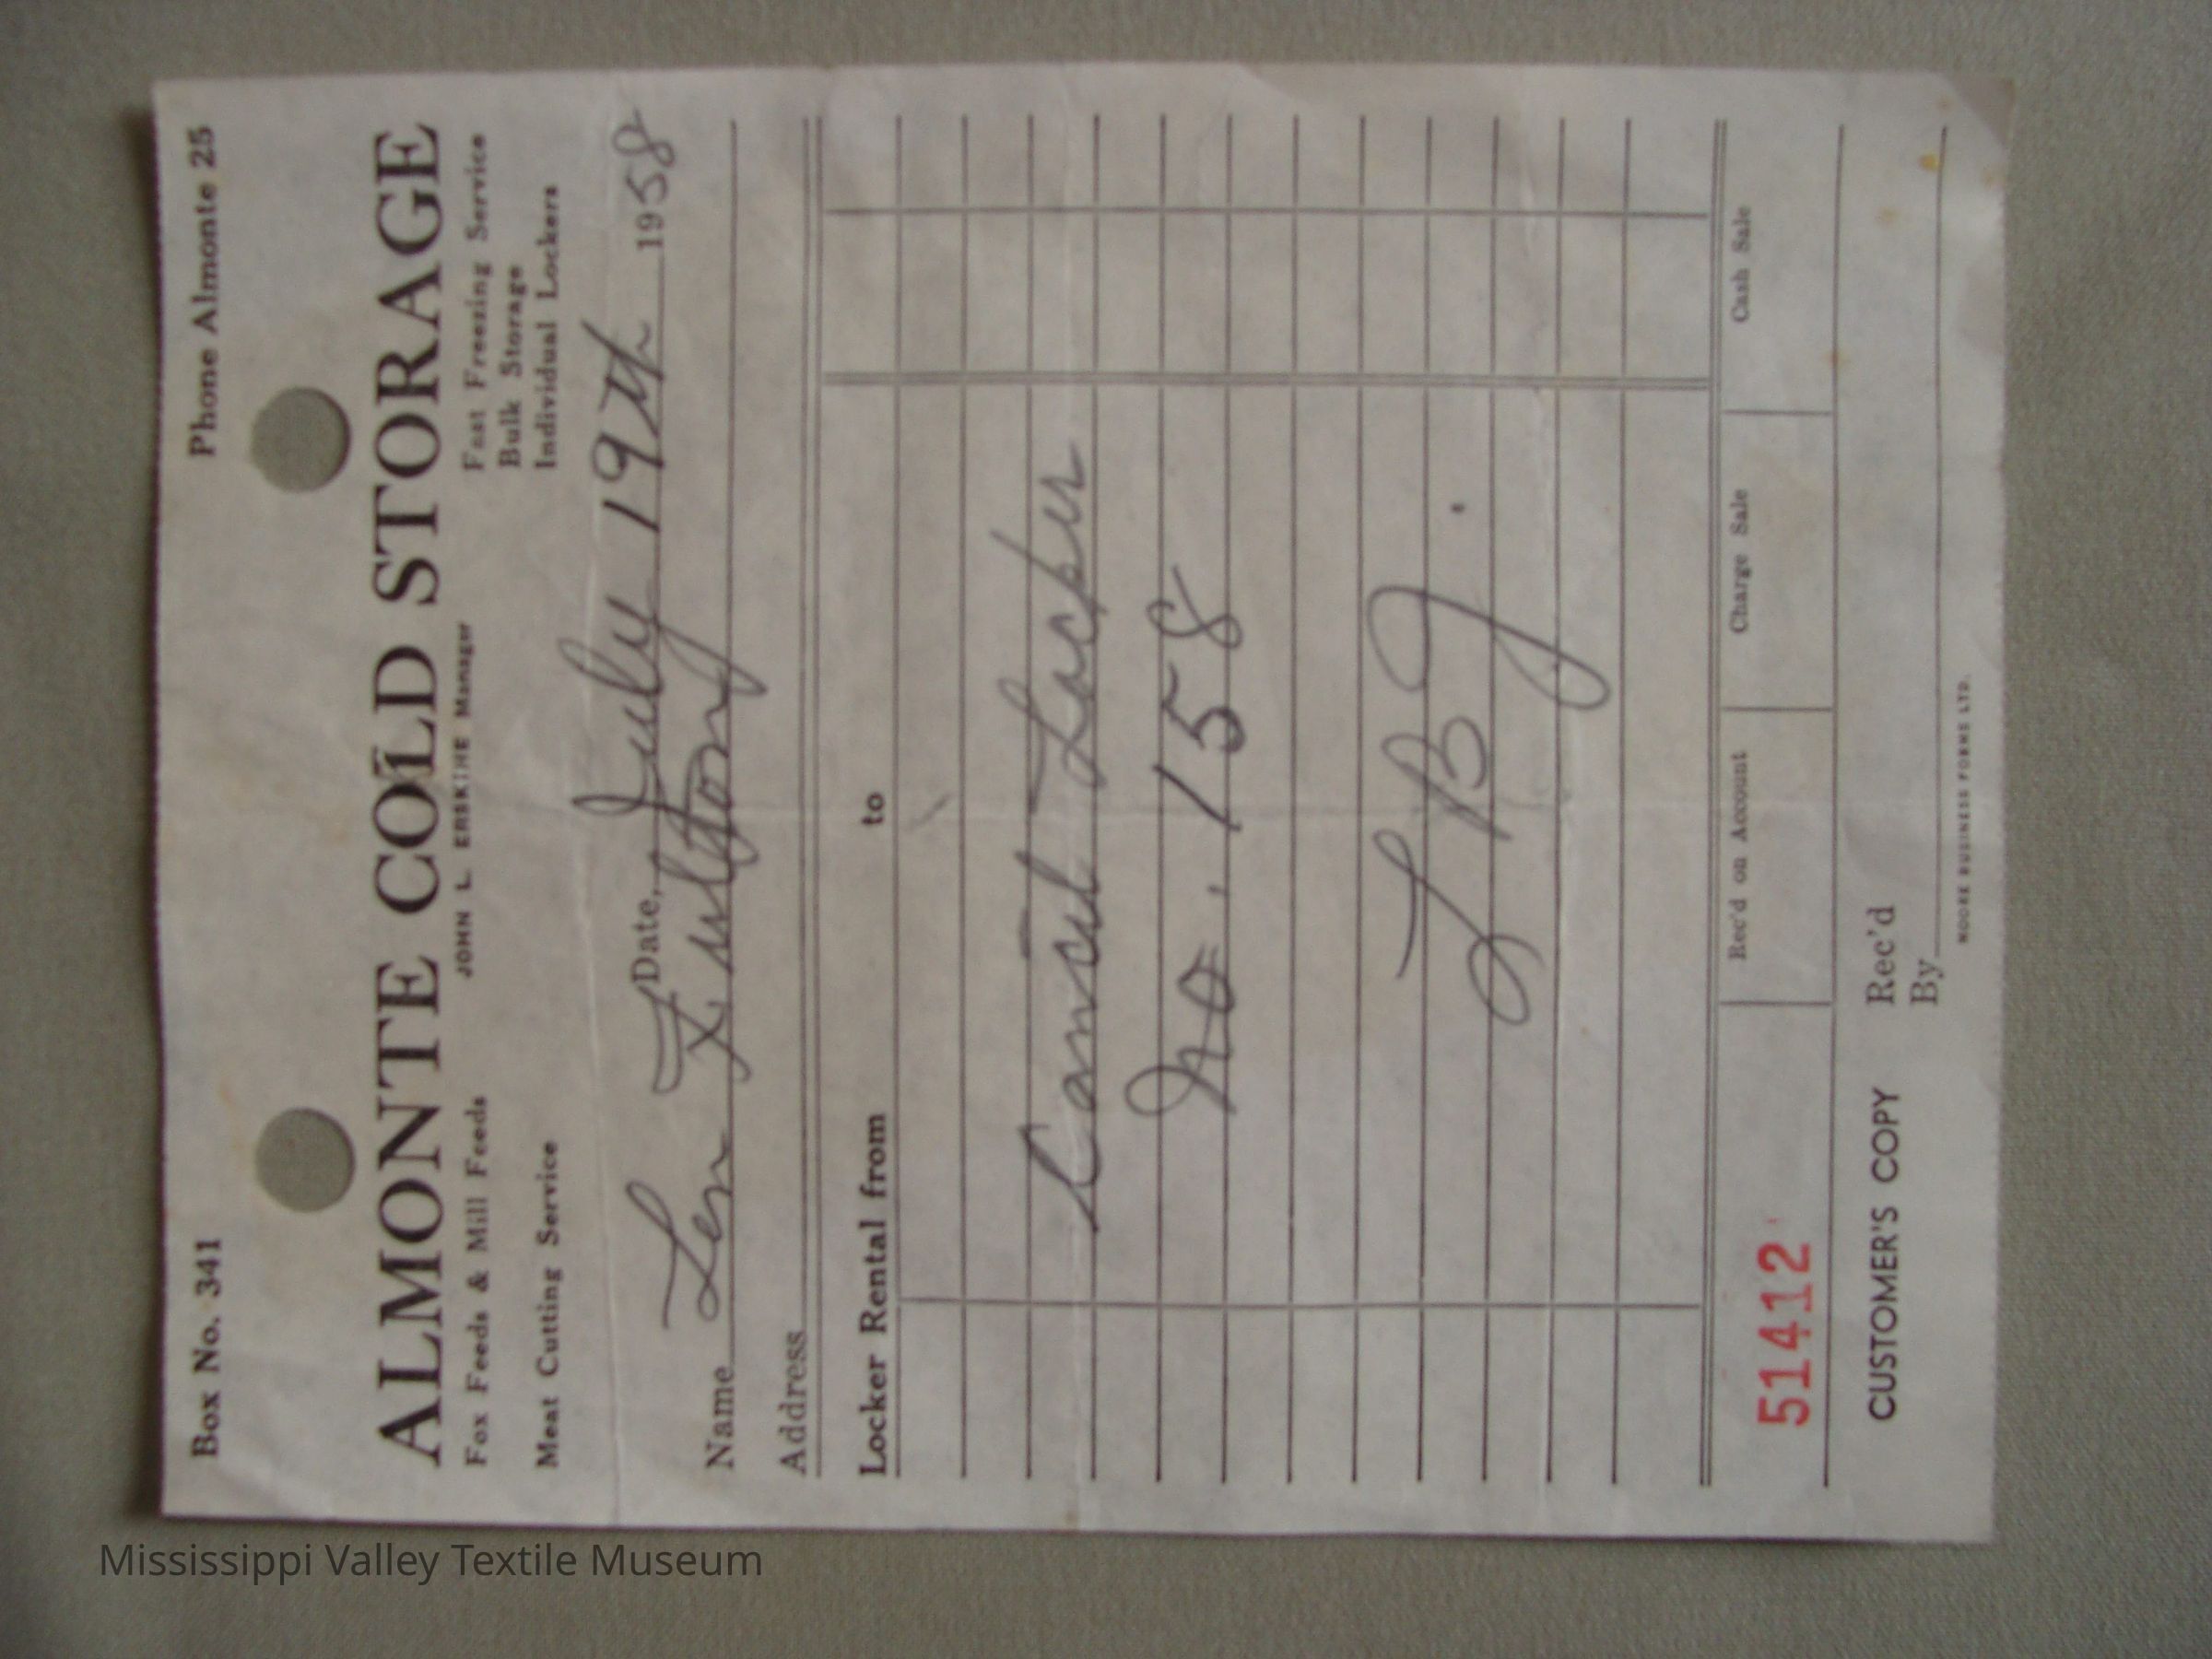 Box No. 341 Phone Almonte 25
ALMONTE COLD STORAGE
JOHN L. ERSKINE Manager
Fox Feeds & Mill Feeds Fast Freezing Service
Bulk Storage
Meat Cutting Service Individual Lockers
Date, July 19th 1958
Name Len Fulton
Address
Locker Rental from to
Cancel Locker
No. 158
LBJ.
51412 Rec'd on Account Charge Sale Cash Sale
CUSTOMER'S COPY Rec'd
By
MOORE BUSINESS FORMS LTD.
Mississippi Valley Textile Museum